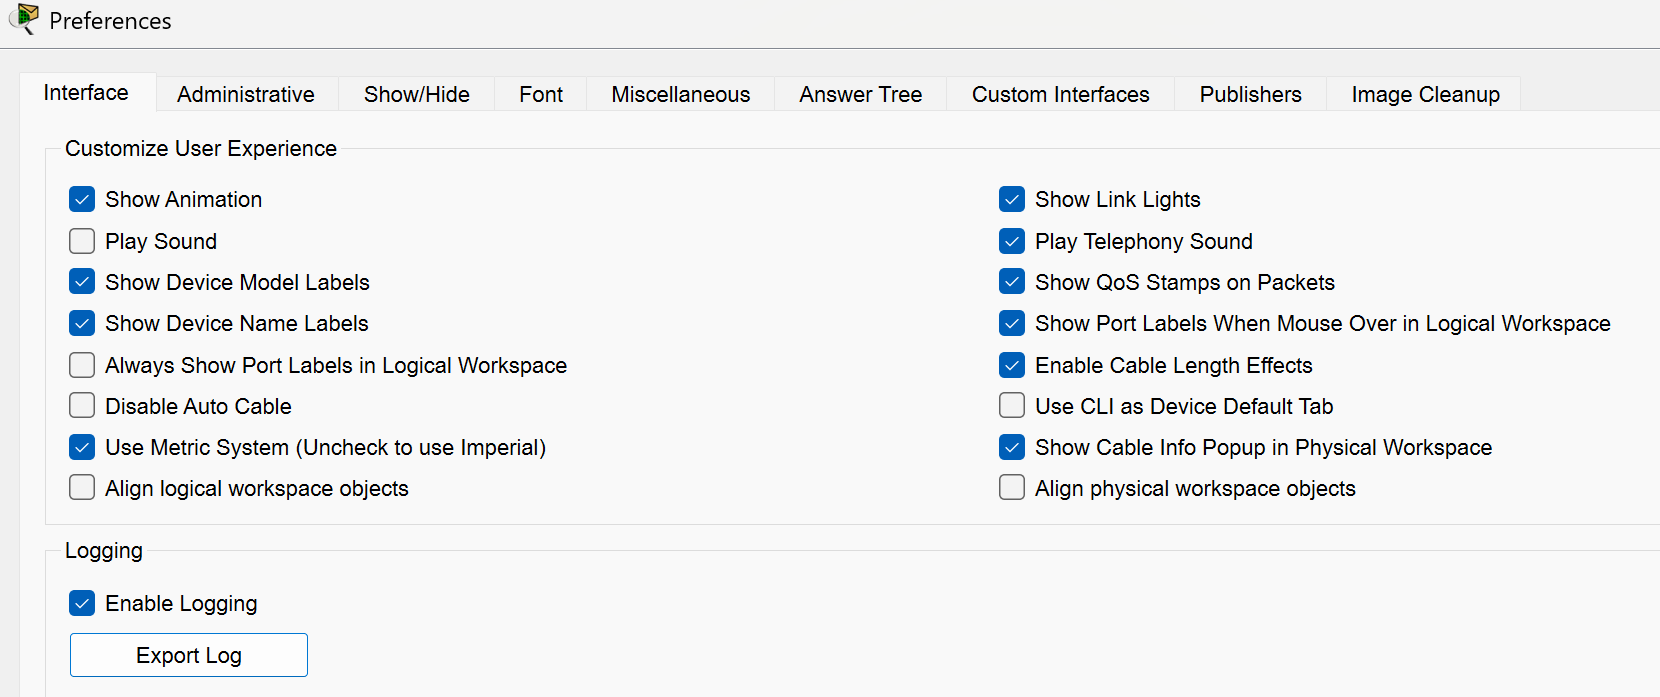 Preferences
Interface
Administrative
Show/Hide
Font
Miscellaneous
Answer Tree
Custom Interfaces
Publishers
Image Cleanup
Customize User Experience
Show Animation
Show Link Lights
Play Sound
Play Telephony Sound
Show Device Model Labels
Show QoS Stamps on Packets
Show Device Name Labels
Show Port Labels When Mouse Over in Logical Workspace
Always Show Port Labels in Logical Workspace
Enable Cable Length Effects
Disable Auto Cable
Use CLI as Device Default Tab
Use Metric System (Uncheck to use Imperial)
Show Cable Info Popup in Physical Workspace
Align logical workspace objects
Align physical workspace objects
Logging
Enable Logging
Export Log